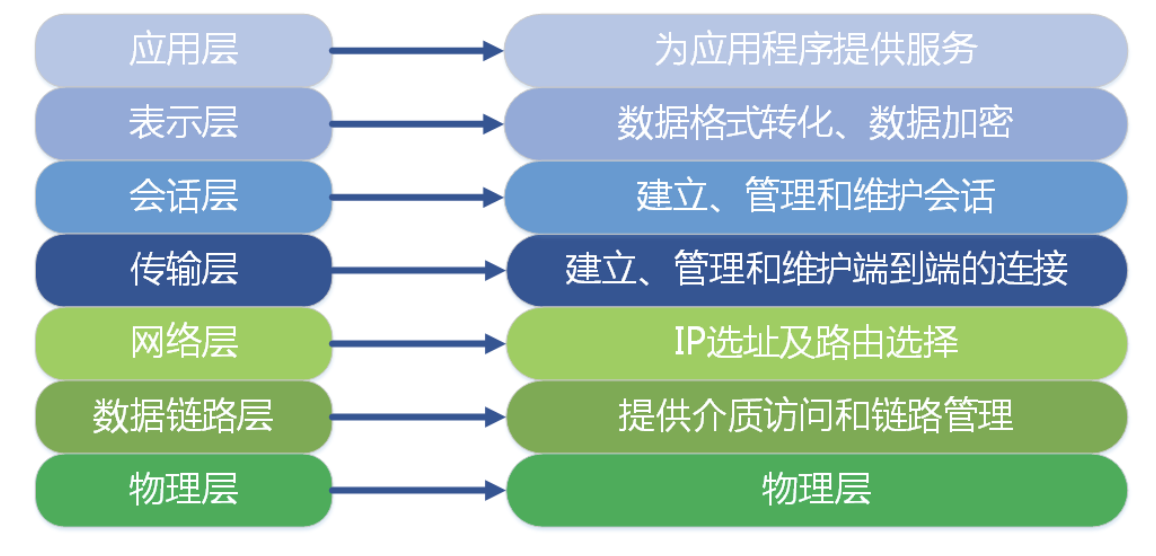 应用层 为应用程序提供服务
表示层 数据格式转化、数据加密
会话层 建立、管理和维护会话
传输层 建立、管理和维护端到端的连接
网络层 IP选址及路由选择
数据链路层 提供介质访问和链路管理
物理层 物理层